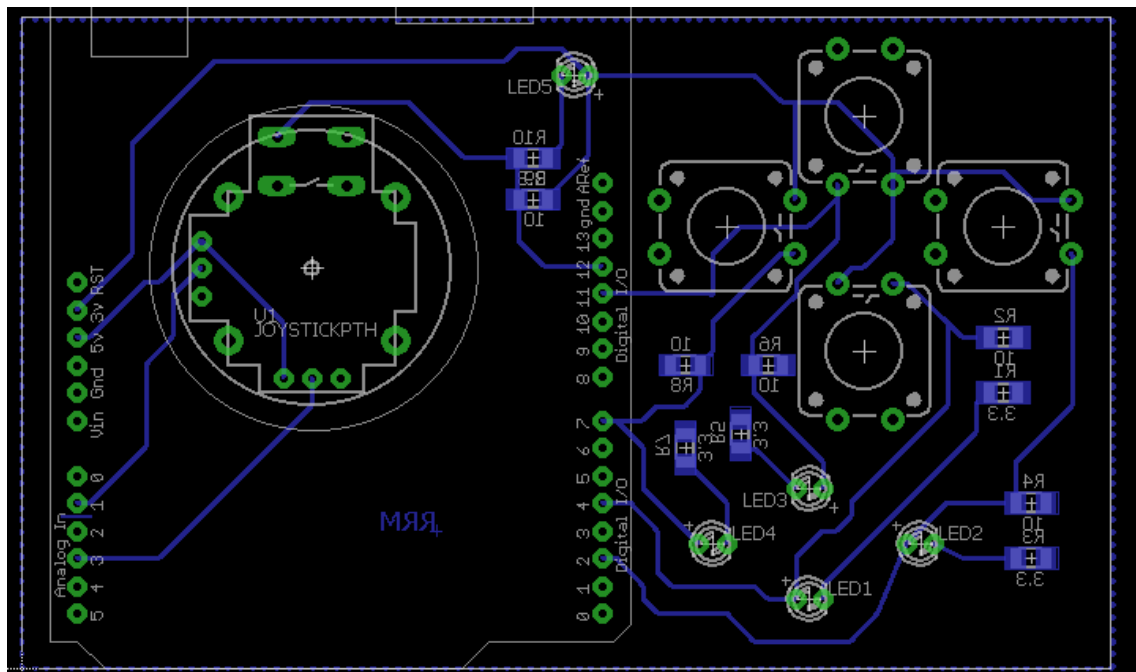 LED5
R10
10
ARef
gnd
13
12
11
10
9
8
Digital I/O
RST
3v
5v
Gnd
Vin
U1
JOYSTICKPTH
R2
10
R1
3.3
10
R8
R6
10
R7
3.3
R5
3.3
7
6
5
4
3
2
1
0
Digital I/O
0
1
2
3
4
5
Analog In
LED3
LED4
LED2
LED1
R4
10
R3
3.3
RRM